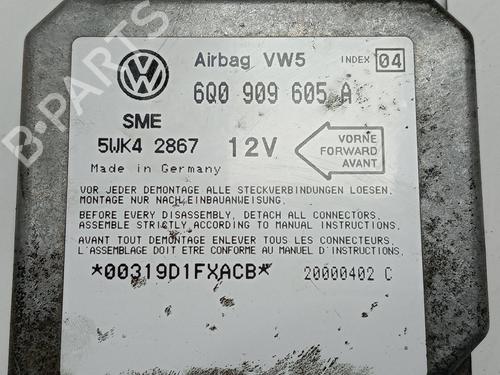 B-PARTS
Airbag VW5 INDEX 04
6Q0 909 605 A
SME
5WK4 2867 12V
VORNE
FORWARD
AVANT
Made in Germany
VOR JEDER DEMONTAGE ALLE STECKVERBINDUNGEN LOESEN.
MONTAGE NUR NACH EINBAUANWEISUNG.
BEFORE EVERY DISASSEMBLY, DETACH ALL CONNECTORS.
ASSEMBLE STRICTLY ACCORDING TO MANUAL INSTRUCTIONS.
AVANT TOUT DEMONTAGE ENLEVER TOUS LES CONNECTEURS.
L'ASSEMBLAGE DOIT ÊTRE CONFORME AU MANUEL D'INSTRUCTIONS.
*00319D1FXACB* 20000402 C